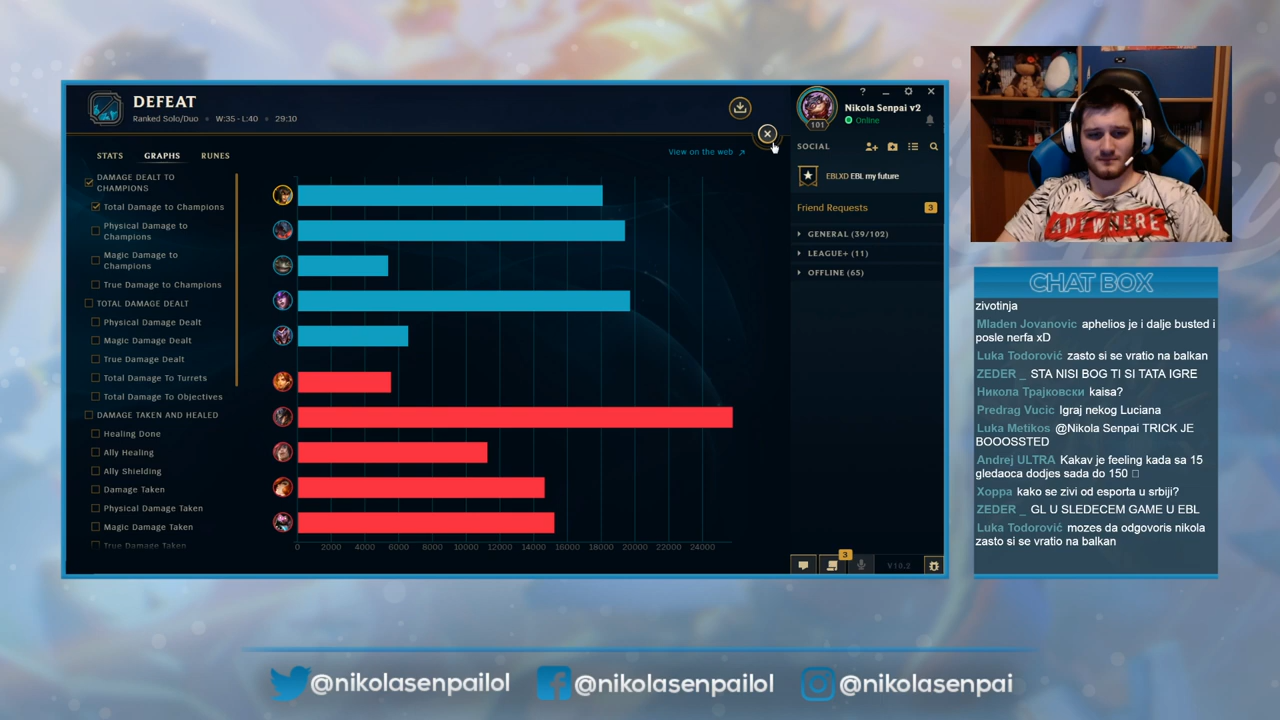 DEFEAT
Ranked Solo/Duo • W:35 - L:40 • 29:10
STATS GRAPHS RUNES
View on the web
DAMAGE DEALT TO
CHAMPIONS
Total Damage to Champions
Physical Damage to
Champions
Magic Damage to
Champions
True Damage to Champions
TOTAL DAMAGE DEALT
Physical Damage Dealt
Magic Damage Dealt
True Damage Dealt
Total Damage To Turrets
Total Damage To Objectives
DAMAGE TAKEN AND HEALED
Healing Done
Ally Healing
Ally Shielding
Damage Taken
Physical Damage Taken
Magic Damage Taken
True Damage Taken
0 2000 4000 6000 8000 10000 12000 14000 16000 18000 20000 22000 24000
Nikola Senpai v2
Online
101
SOCIAL
EBLXD EBL my future
Friend Requests 3
GENERAL (39/102)
LEAGUE+ (11)
OFFLINE (65)
3
V10.2
ANYWHERE
CHAT BOX
zivotinja
Mladen Jovanovic aphelios je i dalje busted i
posle nerfa xD
Luka Todorović zasto si se vratio na balkan
ZEDER _ STA NISI BOG TI SI TATA IGRE
Никола Трајковски kaisa?
Predrag Vucic Igraj nekog Luciana
Luka Metikos @Nikola Senpai TRICK JE
BOOOSSTED
Andrej ULTRA Kakav je feeling kada sa 15
gledaoca dodjes sada do 150
Xoppa kako se zivi od esporta u srbiji?
ZEDER _ GL U SLEDECEM GAME U EBL
Luka Todorović mozes da odgovoris nikola
zasto si se vratio na balkan
@nikolasenpailol @nikolasenpailol @nikolasenpai